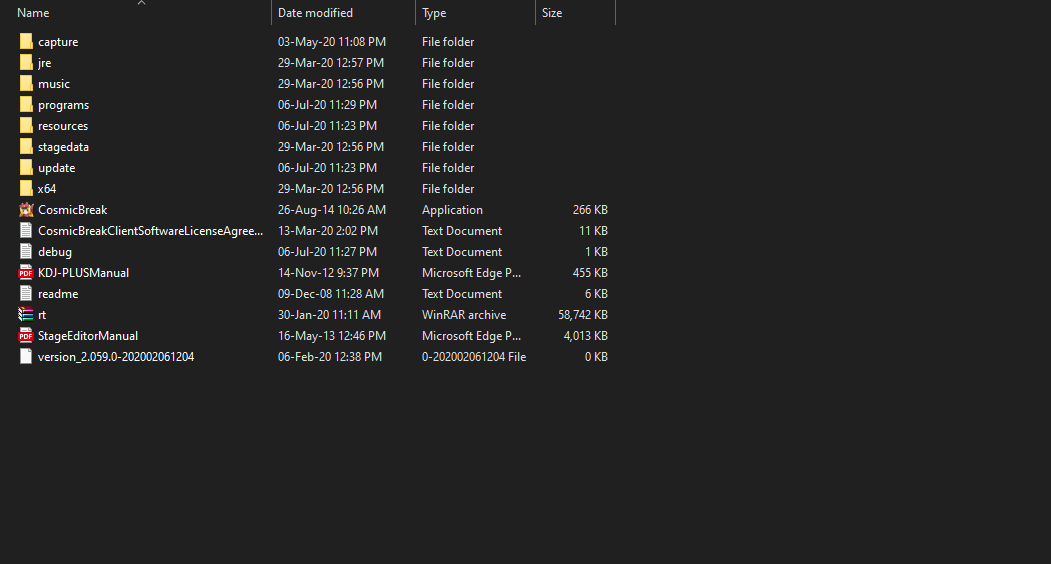 Name Date modified Type Size
capture 03-May-20 11:08 PM File folder
jre 29-Mar-20 12:57 PM File folder
music 29-Mar-20 12:56 PM File folder
programs 06-Jul-20 11:29 PM File folder
resources 06-Jul-20 11:23 PM File folder
stagedata 29-Mar-20 12:56 PM File folder
update 06-Jul-20 11:23 PM File folder
x64 29-Mar-20 12:56 PM File folder
CosmicBreak 26-Aug-14 10:26 AM Application 266 KB
CosmicBreakClientSoftwareLicenseAgree... 13-Mar-20 2:02 PM Text Document 11 KB
debug 06-Jul-20 11:27 PM Text Document 1 KB
PDF KDJ-PLUSManual 14-Nov-12 9:37 PM Microsoft Edge P... 455 KB
readme 09-Dec-08 11:28 AM Text Document 6 KB
rt 30-Jan-20 11:11 AM WinRAR archive 58,742 KB
PDF StageEditorManual 16-May-13 12:46 PM Microsoft Edge P... 4,013 KB
version_2.059.0-202002061204 06-Feb-20 12:38 PM 0-202002061204 File 0 KB